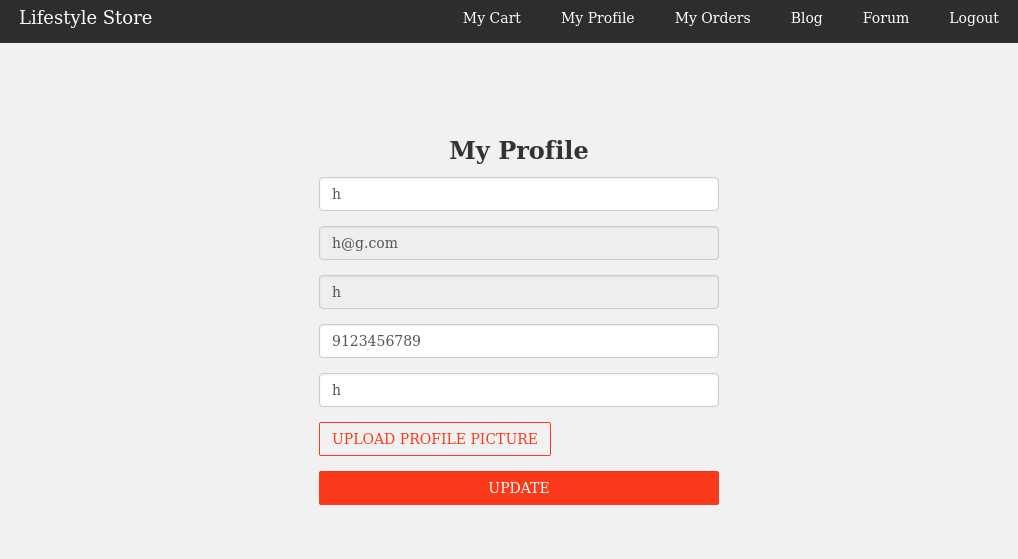 Lifestyle Store My Cart My Profile My Orders Blog Forum Logout
My Profile
h
h@g.com
h
9123456789
h
UPLOAD PROFILE PICTURE
UPDATE